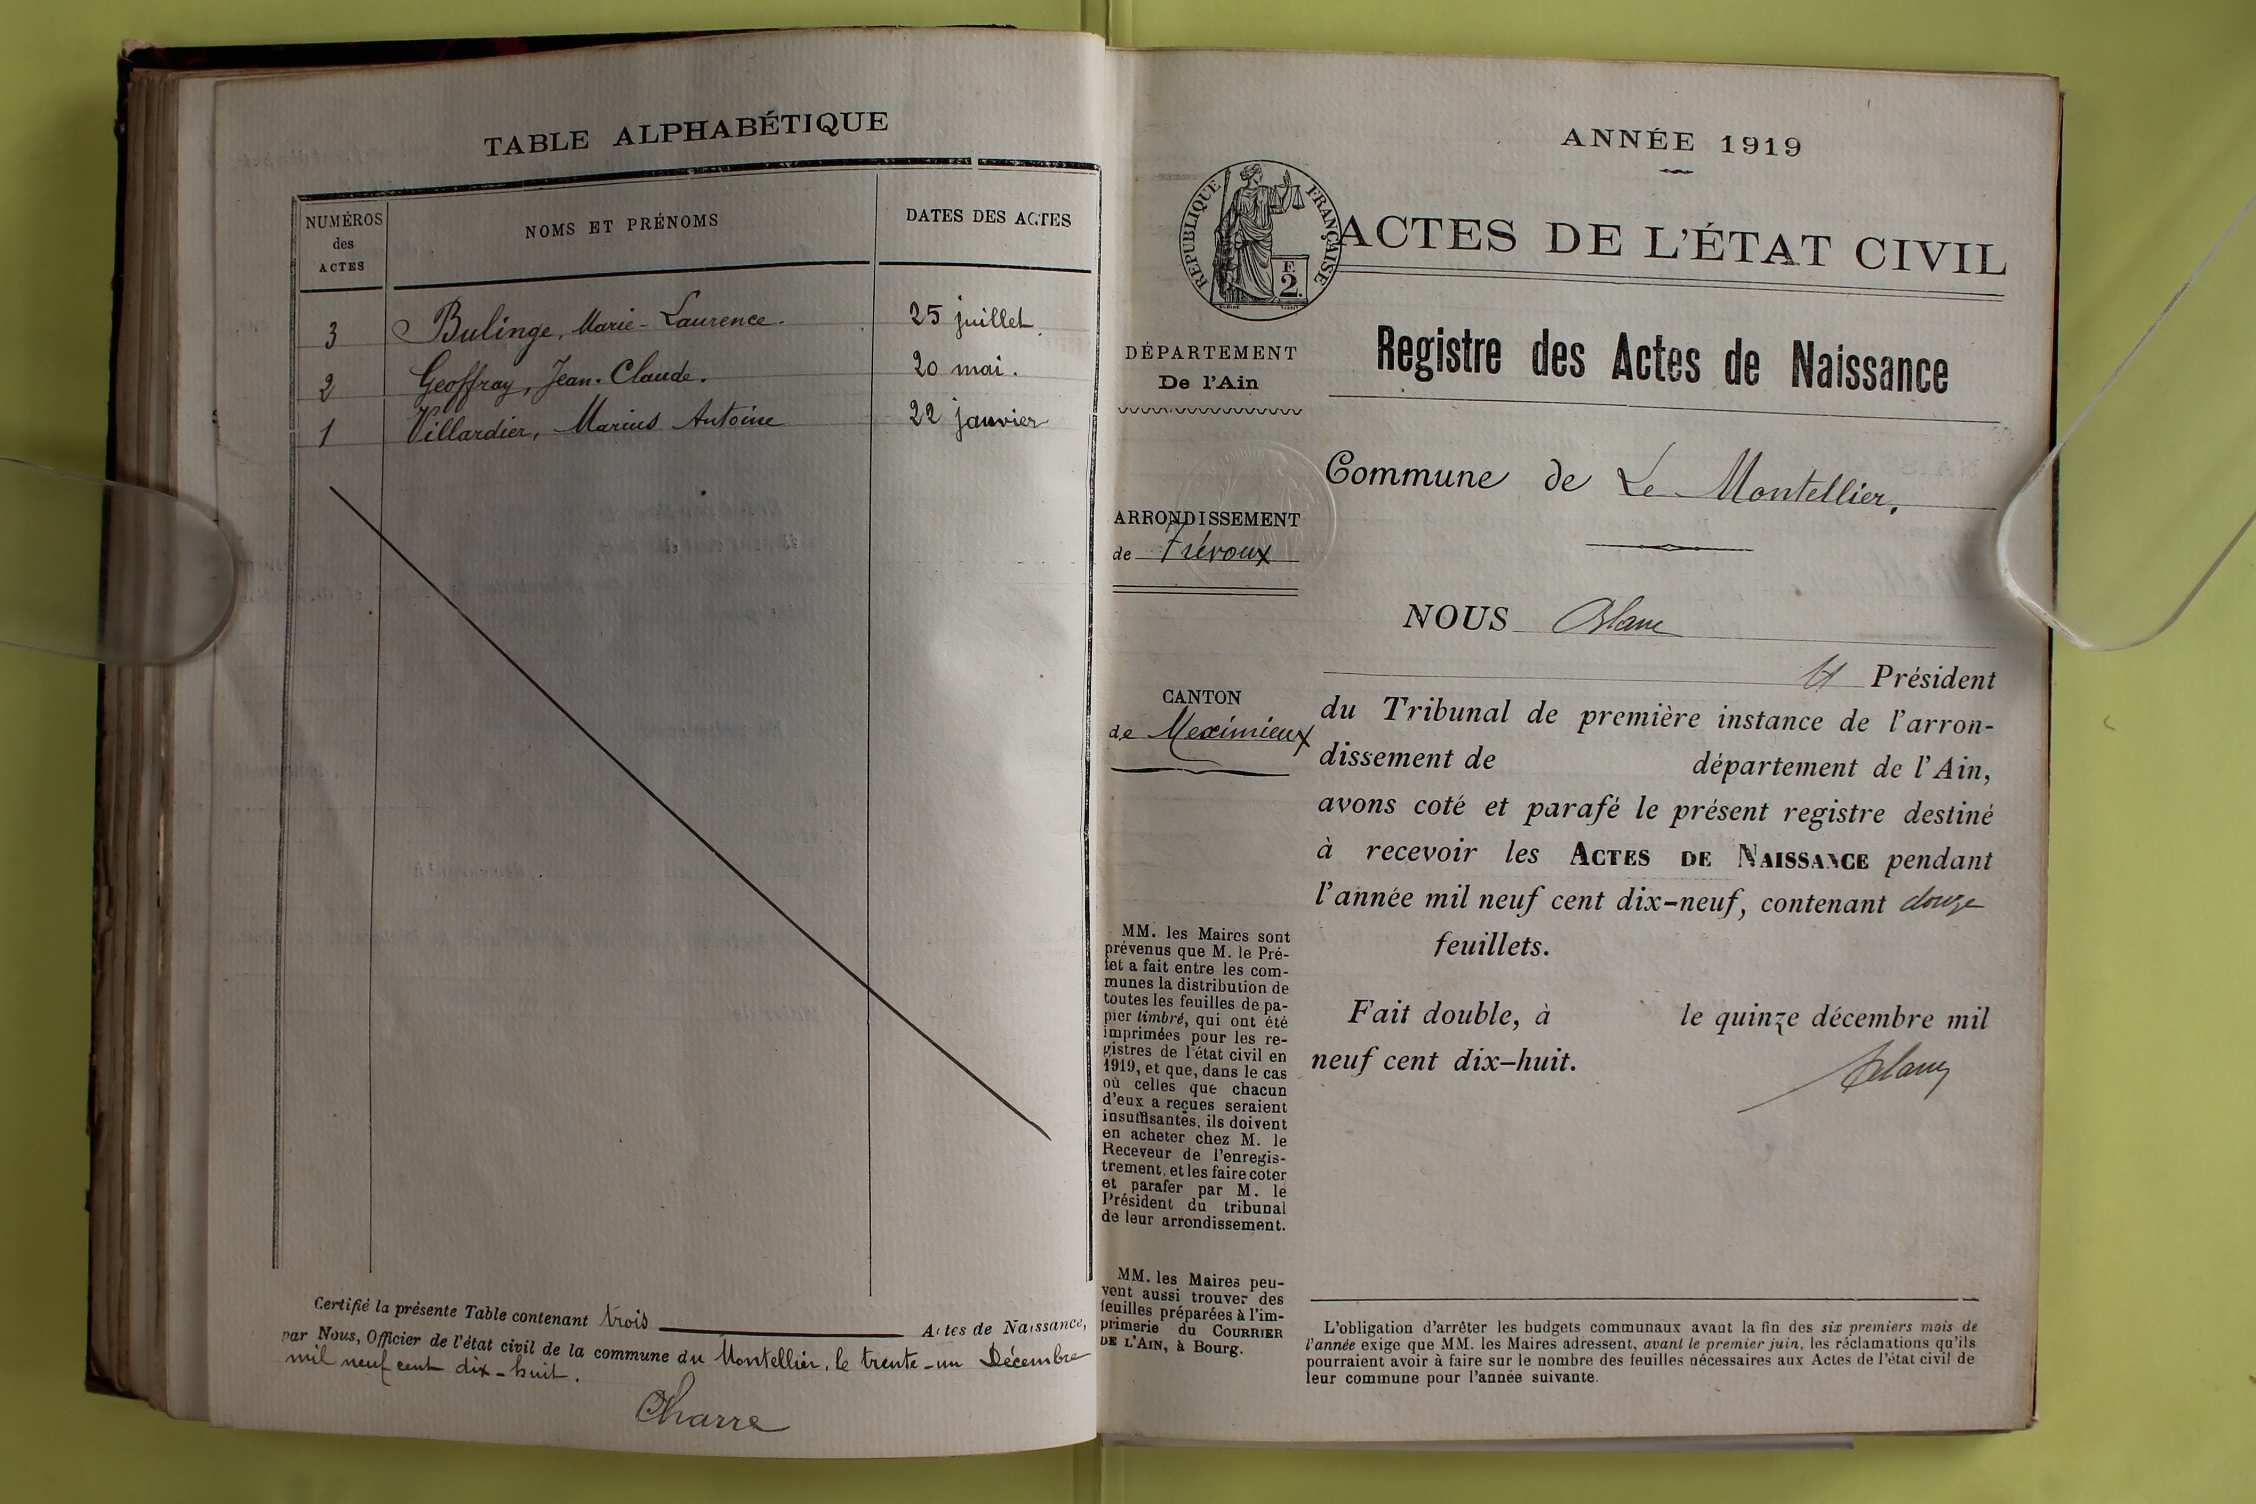 TABLE ALPHABÉTIQUE
NUMÉROS
des
ACTES
NOMS ET PRÉNOMS
DATES DES ACTES
3 Bulinge, Marie-Laurence. 25 juillet.
2 Geoffray, Jean-Claude. 20 mai.
1 Villardier, Marius Antoine 22 janvier
Certifié la présente Table contenant trois Actes de Naissance,
par Nous, Officier de l'état civil de la commune du Montellier, le trente-un Décembre
mil neuf cent dix-huit.
Charre
ANNÉE 1919
RÉPUBLIQUE FRANÇAISE
F.
2.
ACTES DE L'ÉTAT CIVIL
Registre des Actes de Naissance
DÉPARTEMENT
De l'Ain
Commune de Le Montellier.
ARRONDISSEMENT
de Trévoux
CANTON
de Meximieux
NOUS Blanc
Président
du Tribunal de première instance de l'arron-
dissement de département de l'Ain,
avons coté et parafé le présent registre destiné
à recevoir les ACTES DE NAISSANCE pendant
l'année mil neuf cent dix-neuf, contenant douze
feuillets.
Fait double, à le quinze décembre mil
neuf cent dix-huit.
Blanc
MM. les Maires sont
prévenus que M. le Pré-
fet a fait entre les com-
munes la distribution de
toutes les feuilles de pa-
pier timbré, qui ont été
imprimées pour les re-
gistres de l'état civil en
1919, et que, dans le cas
où celles que chacun
d'eux a reçues seraient
insuffisantes, ils doivent
en acheter chez M. le
Receveur de l'enregis-
trement, et les faire coter
et parafer par M. le
Président du tribunal
de leur arrondissement.
MM. les Maires peu-
vent aussi trouver des
feuilles préparées à l'im-
primerie du COURRIER
DE L'AIN, à Bourg.
L'obligation d'arrêter les budgets communaux avant la fin des six premiers mois de
l'année exige que MM. les Maires adressent, avant le premier juin, les réclamations qu'ils
pourraient avoir à faire sur le nombre des feuilles nécessaires aux Actes de l'état civil de
leur commune pour l'année suivante.